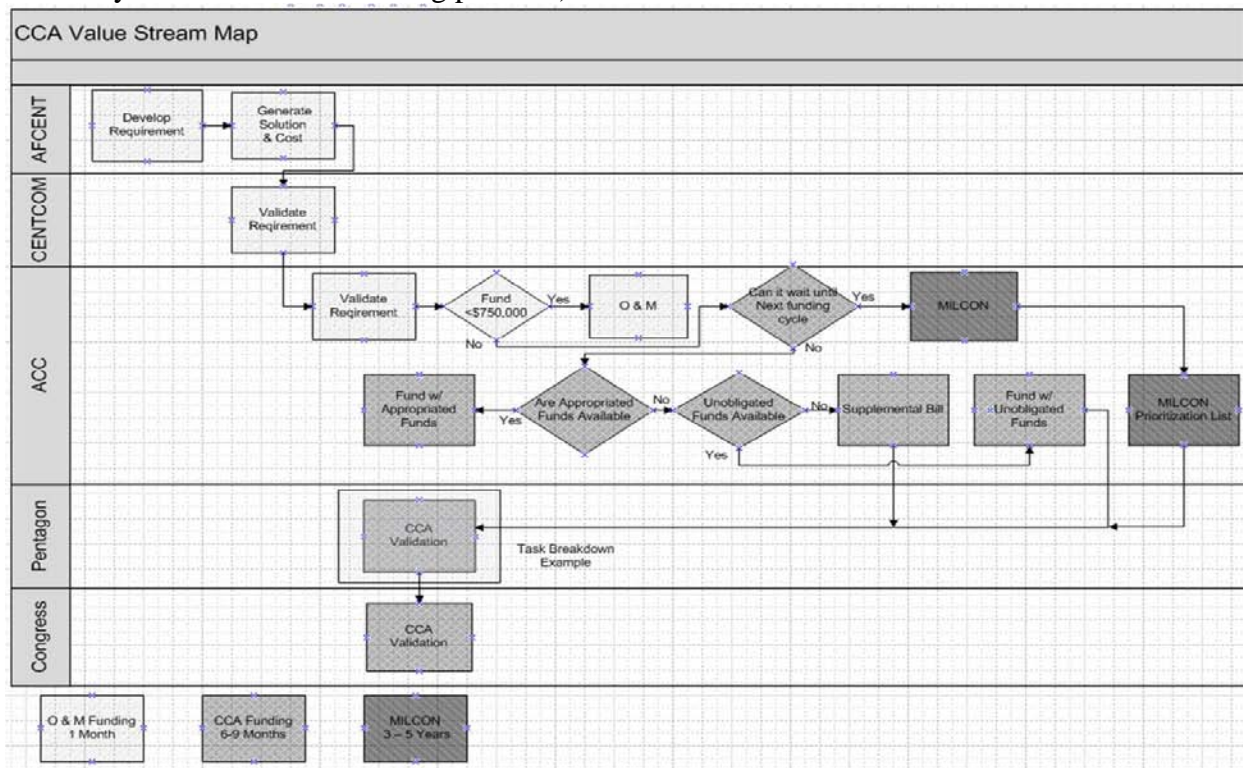 CCA Value Stream Map
AFCENT
Develop
Requirement
Generate
Solution
& Cost
CENTCOM
Validate
Reqirement
ACC
Validate
Reqirement
Fund
<$750,000
Yes
No
O & M
Can it wait until
Next funding
cycle
Yes
No
MILCON
Fund w/
Appropriated
Funds
Yes
Are Appropriated
Funds Available
No
Unobligated
Funds Available
No
Yes
Supplemental Bill
Fund w/
Unobligated
Funds
MILCON
Prioritization List
Pentagon
CCA
Validation
Task Breakdown
Example
Congress
CCA
Validation
O & M Funding
1 Month
CCA Funding
6-9 Months
MILCON
3 – 5 Years